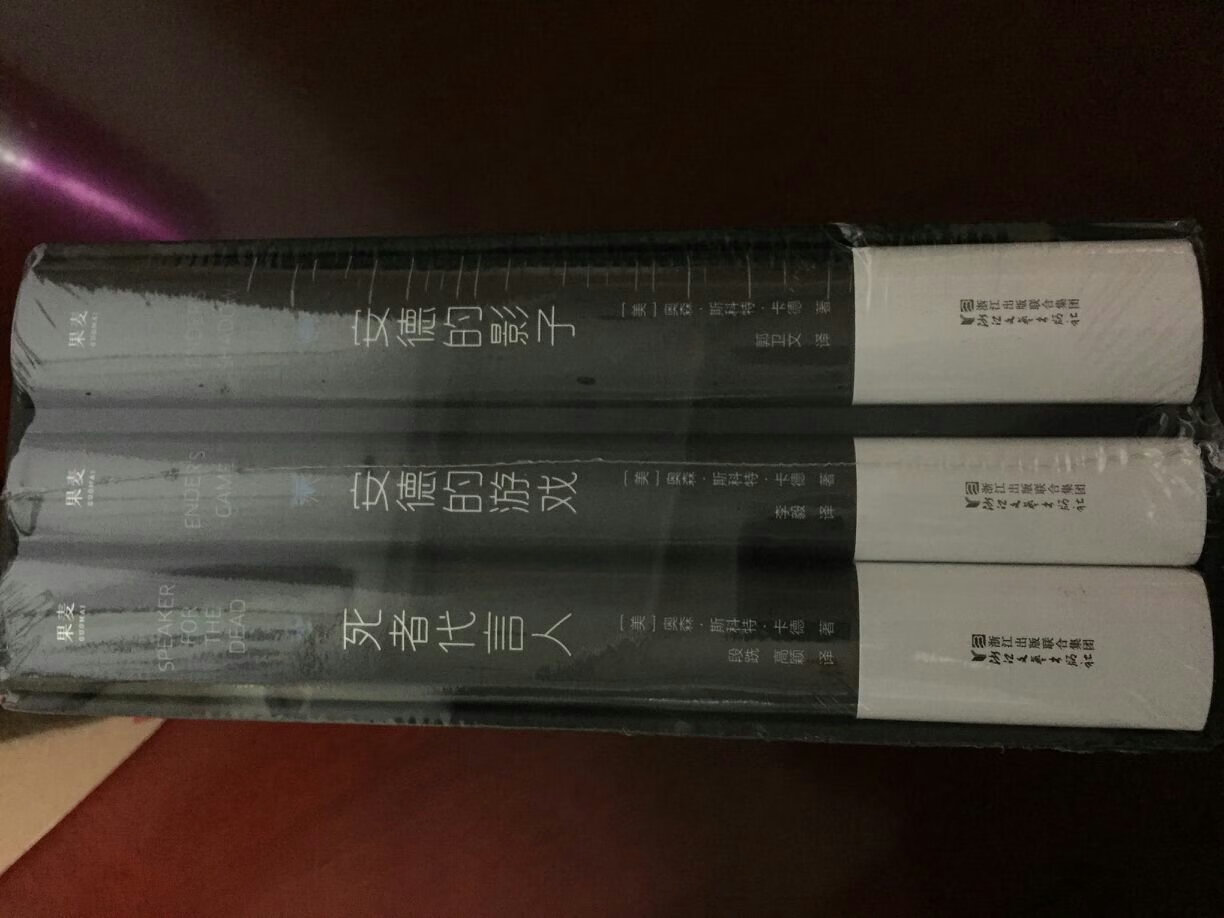 果麦
GUOMAI
安德的影子
[美]奥森·斯科特·卡德 著
郭卫文 译
浙江出版联合集团
浙江文艺出版社
果麦
GUOMAI
ENDER'S
GAME
安德的游戏
[美]奥森·斯科特·卡德 著
李毅 译
浙江出版联合集团
浙江文艺出版社
果麦
GUOMAI
SPEAKER
FOR
THE
DEAD
死者代言人
[美]奥森·斯科特·卡德 著
段跣 高颖 译
浙江出版联合集团
浙江文艺出版社